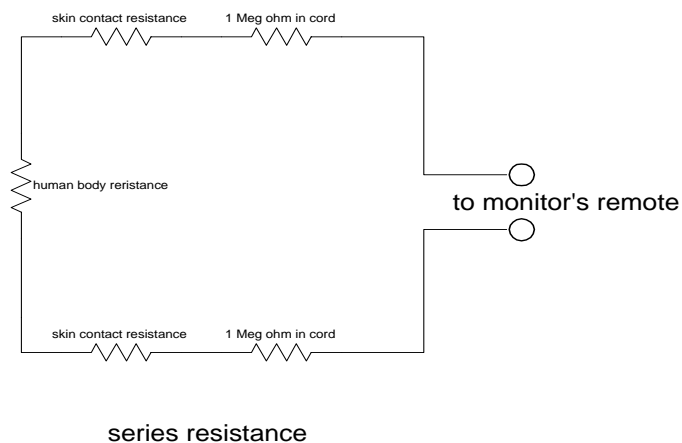 skin contact resistance
1 Meg ohm in cord
human body reristance
to monitor's remote
skin contact resistance
1 Meg ohm in cord
series resistance